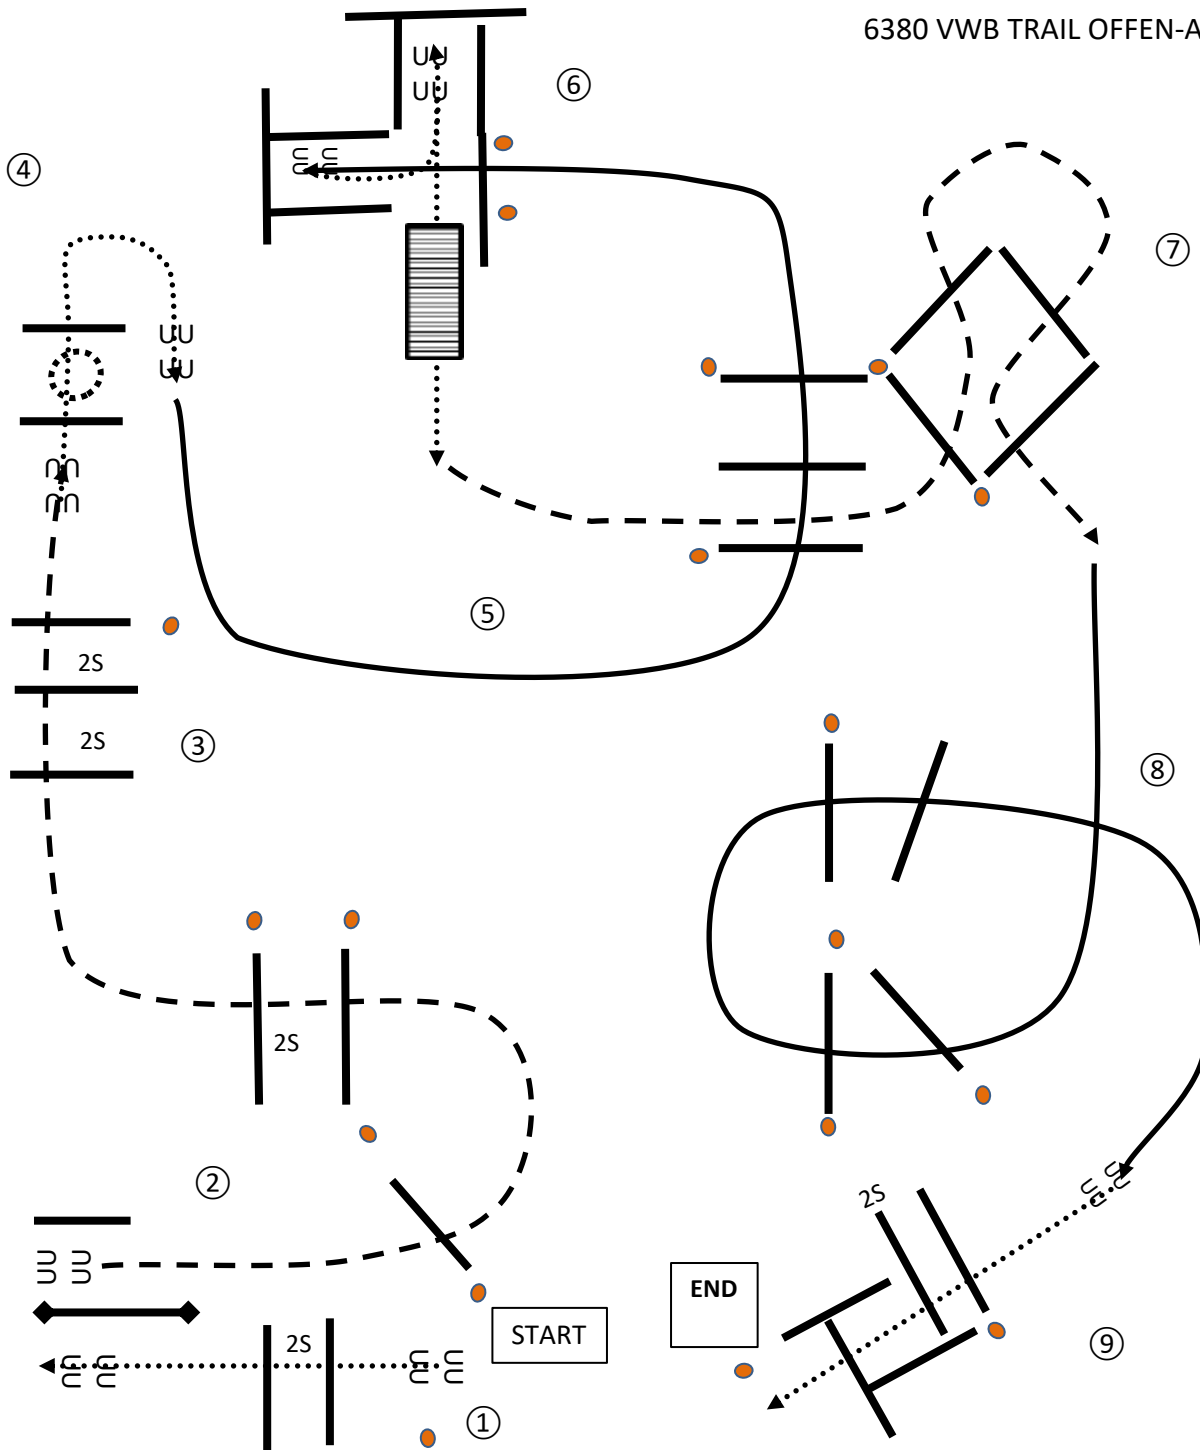 6380 VWB TRAIL OFFEN-A
⑥
④
⑦
⑤
2S
2S
③
⑧
2S
②
2S
END
START
2S
⑨
①